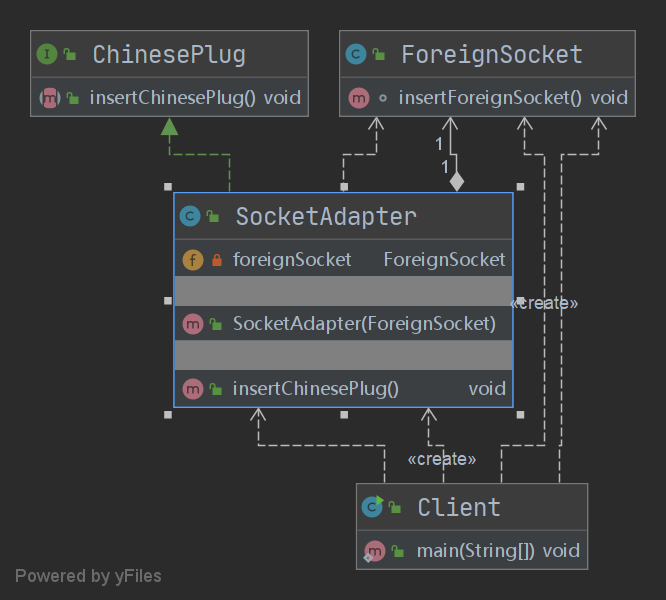 ChinesePlug
insertChinesePlug() void
ForeignSocket
insertForeignSocket() void
1
1
SocketAdapter
foreignSocket ForeignSocket
SocketAdapter(ForeignSocket)
insertChinesePlug() void
«create»
«create»
Client
main(String[]) void
Powered by yFiles